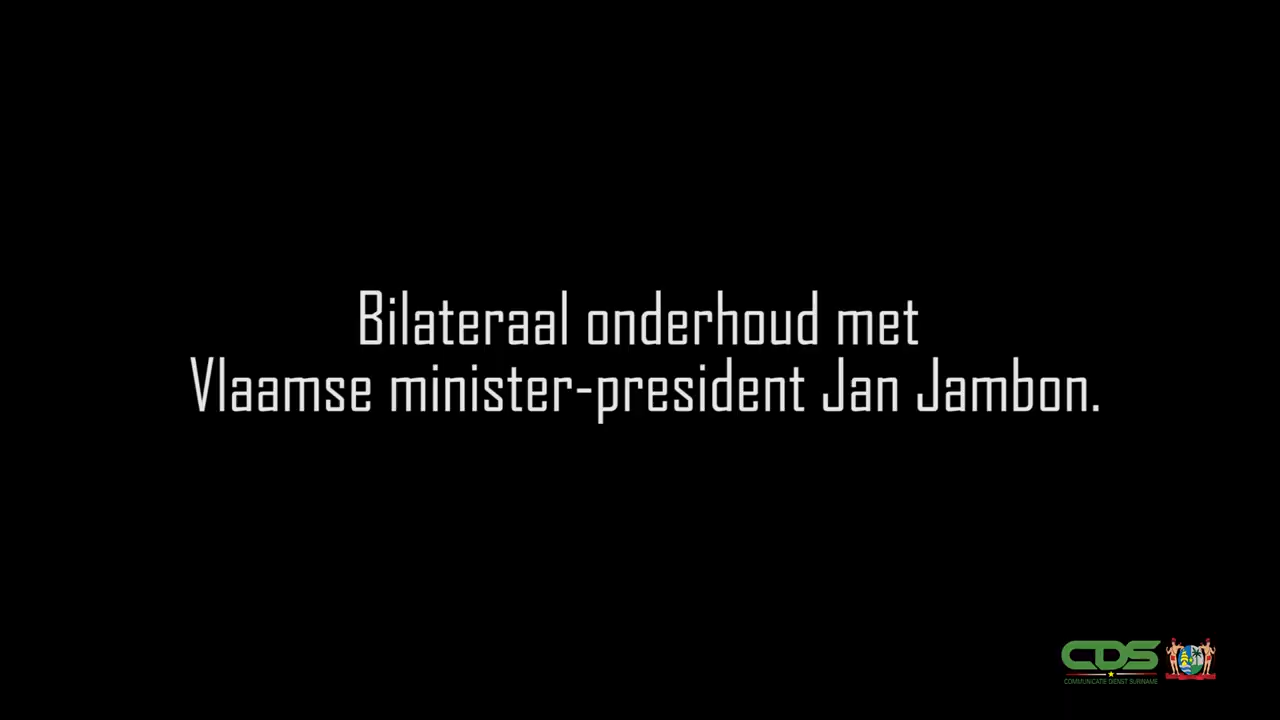 Bilateraal onderhoud met
Vlaamse minister-president Jan Jambon.
CDS
COMMUNICATIE DIENST SURINAME